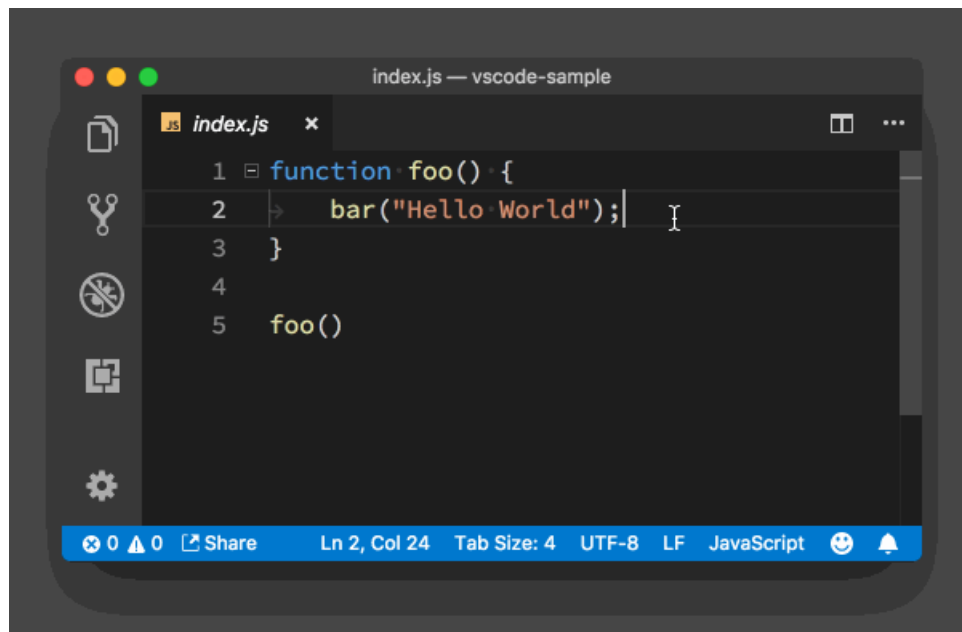 index.js — vscode-sample
JS index.js ×
1 function foo() {
2 bar("Hello World");
3 }
4
5 foo()
0 0 Share Ln 2, Col 24 Tab Size: 4 UTF-8 LF JavaScript